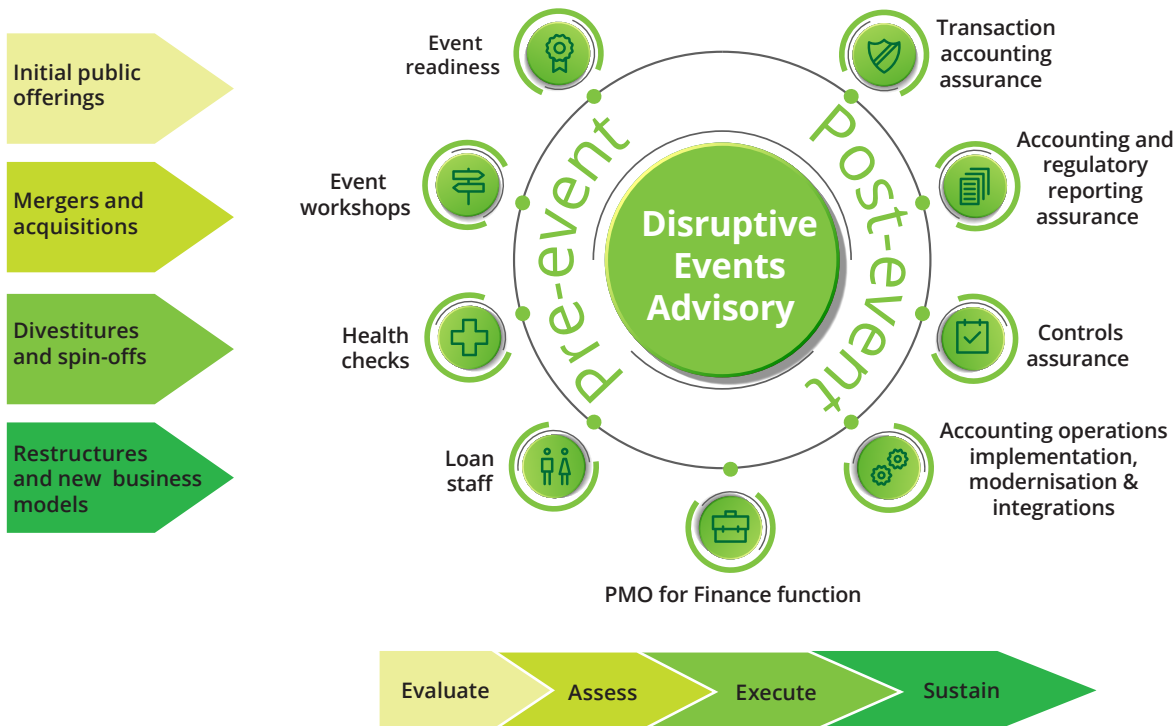 Initial public
offerings
Mergers and
acquisitions
Divestitures
and spin-offs
Restructures
and new business
models
Event
readiness
Event
workshops
Health
checks
Loan
staff
Pre-event
Disruptive
Events
Advisory
Post-event
Transaction
accounting
assurance
Accounting and
regulatory
reporting
assurance
Controls
assurance
Accounting operations
implementation,
modernisation &
integrations
PMO for Finance function
Evaluate
Assess
Execute
Sustain